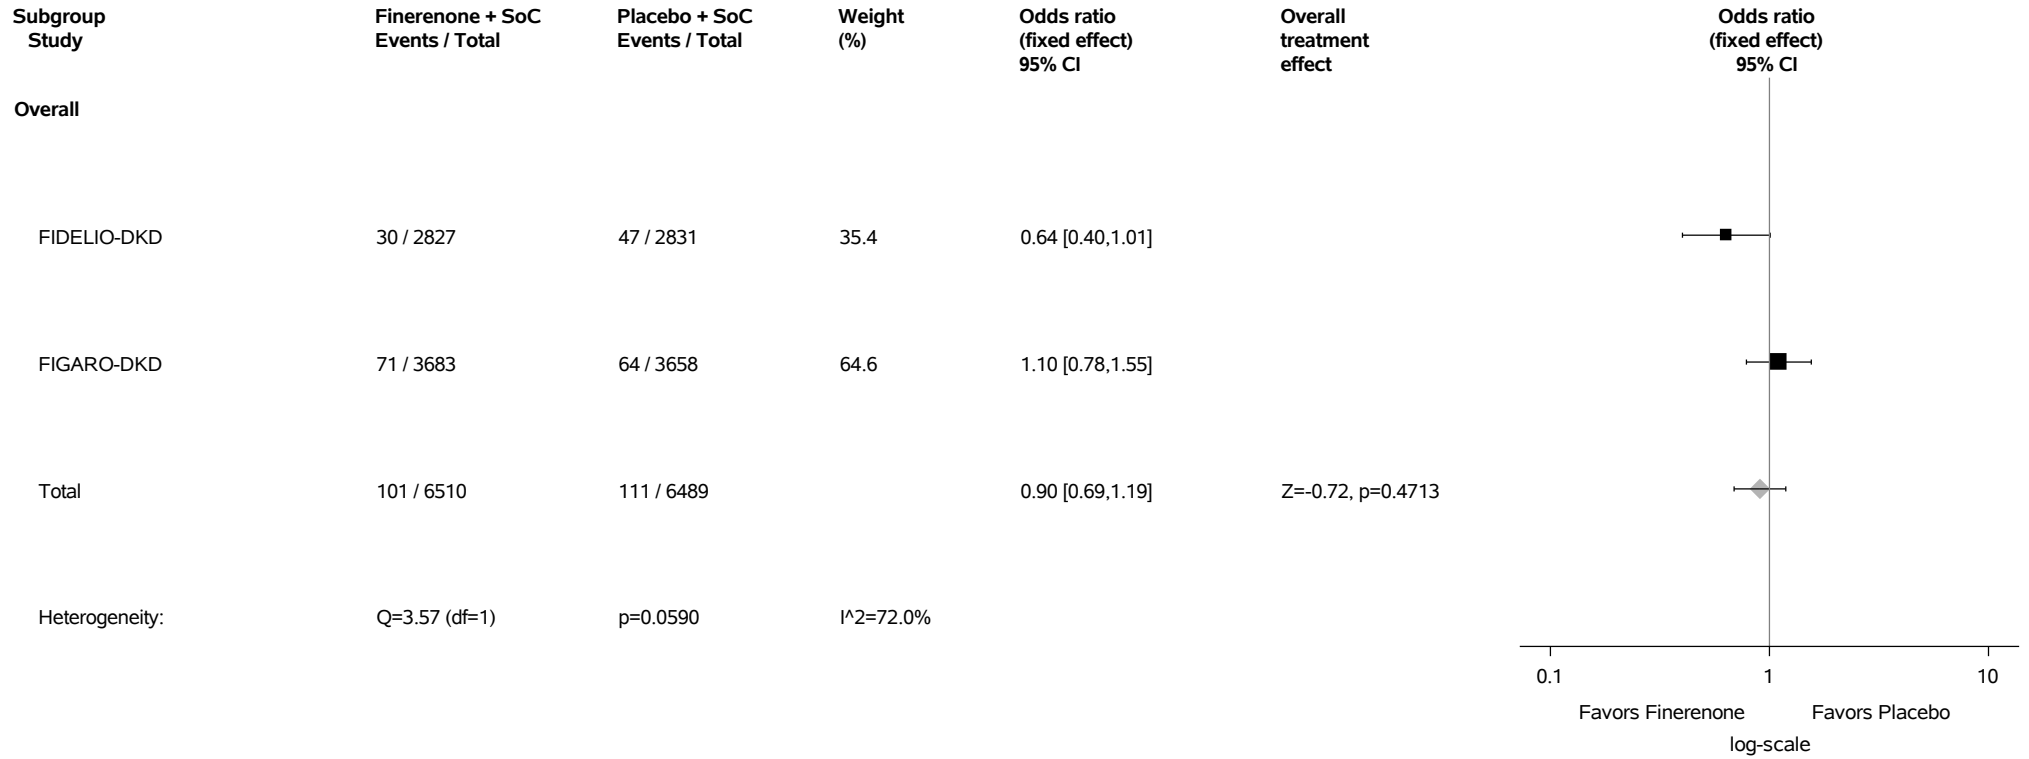 Subgroup Finerenone + SoC Placebo + SoC Weight Odds ratio Overall Odds ratio
Study Events / Total Events / Total (%) (fixed effect) treatment (fixed effect)
95% CI effect 95% CI
Overall
FIDELIO-DKD 30 / 2827 47 / 2831 35.4 0.64 [0.40,1.01]
FIGARO-DKD 71 / 3683 64 / 3658 64.6 1.10 [0.78,1.55]
Total 101 / 6510 111 / 6489 0.90 [0.69,1.19] Z=-0.72, p=0.4713
Heterogeneity: Q=3.57 (df=1) p=0.0590 I^2=72.0%
0.1 1 10
Favors Finerenone Favors Placebo
log-scale